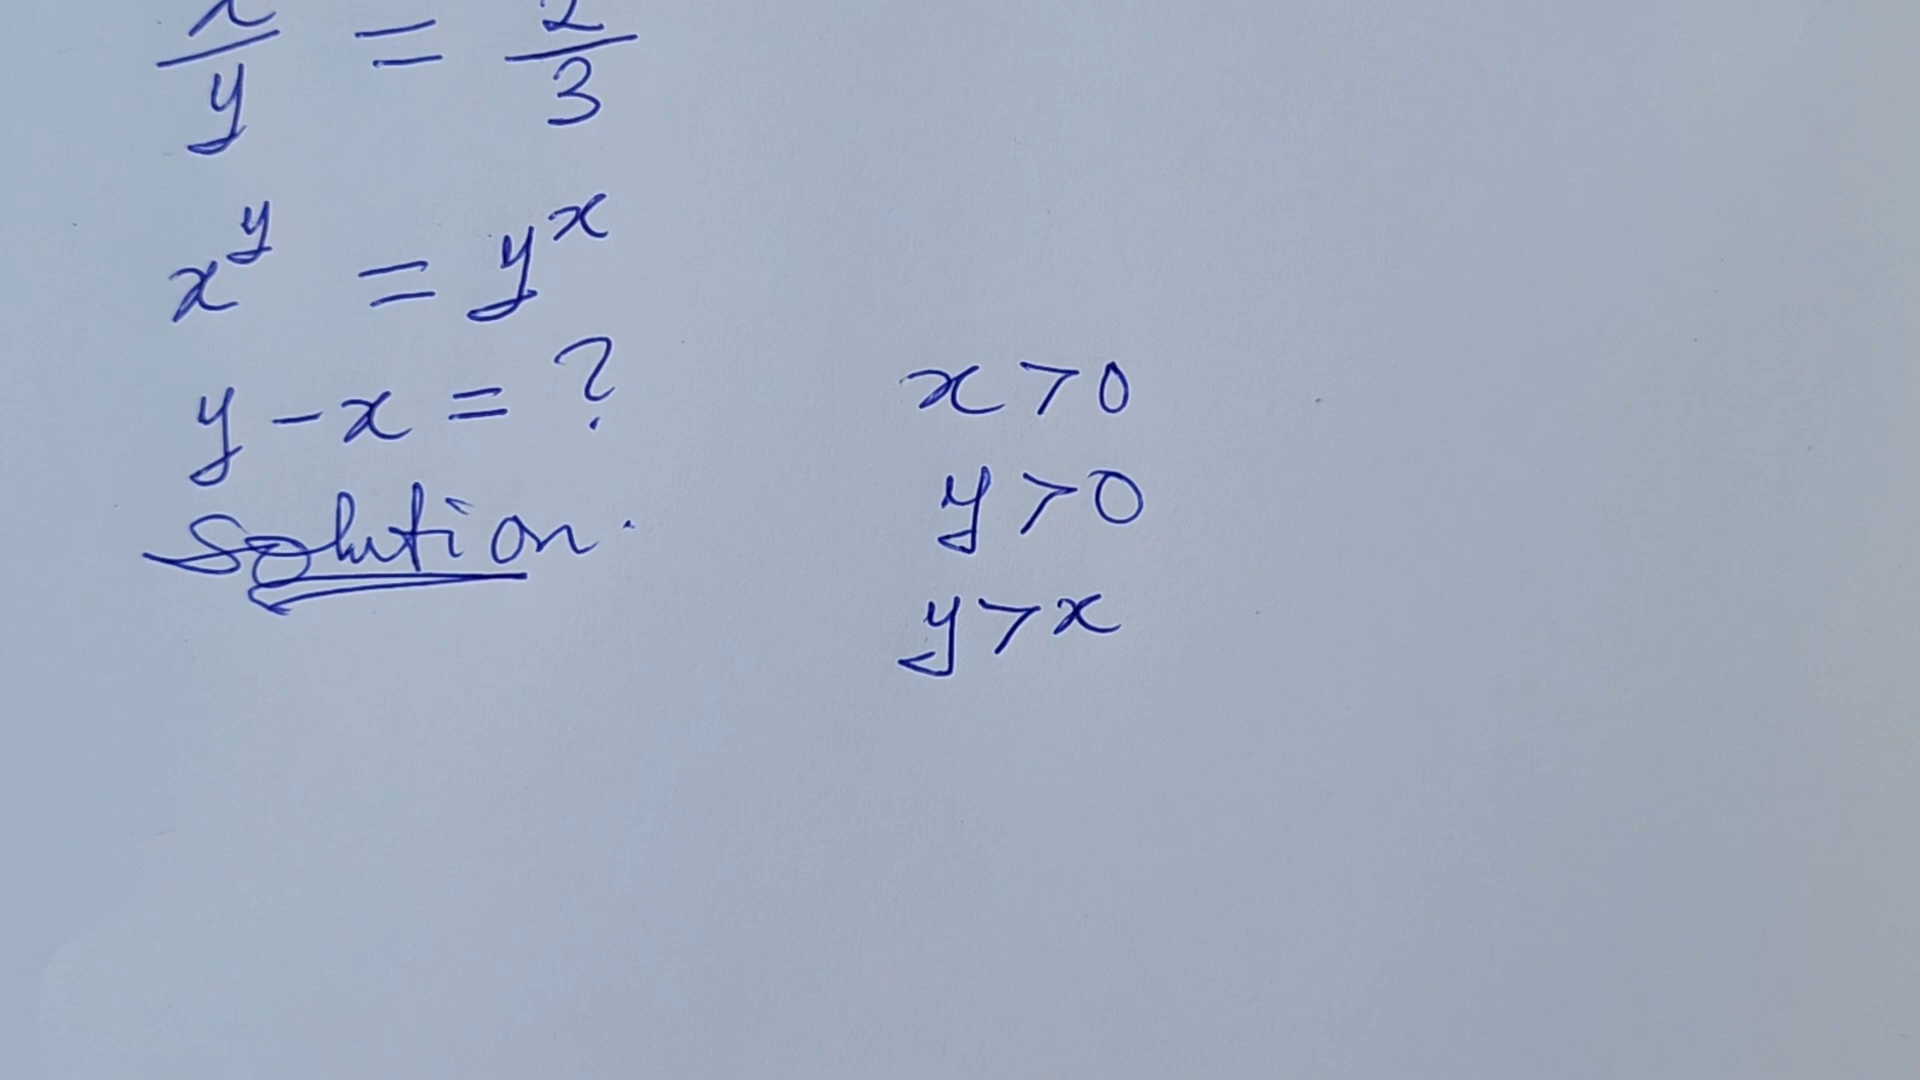 x/y = 2/3
x^y = y^x
y - x = ?
Solution.
x > 0
y > 0
y > x